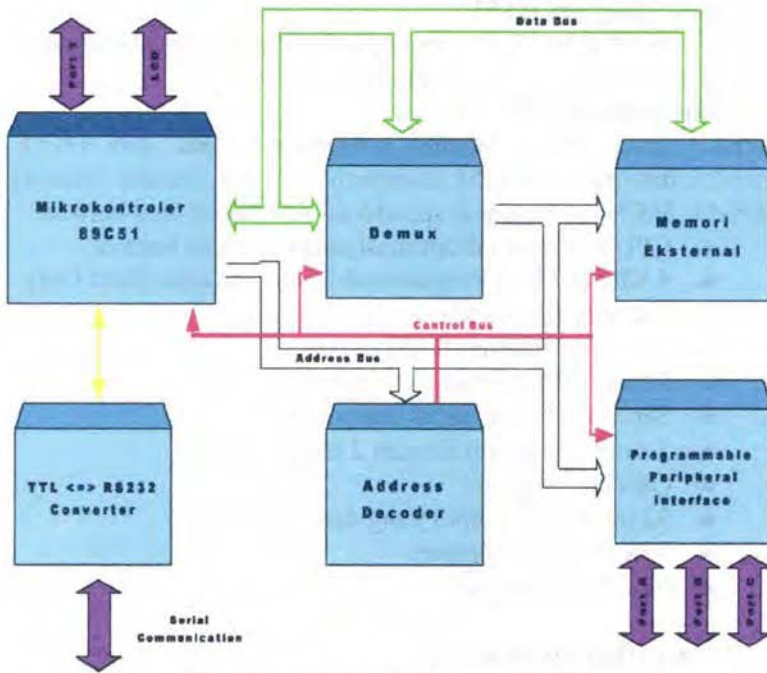 Data Bus
Port 1
LCD
Mikrokontroler
89C51
Demux
Memori
Eksternal
Control Bus
Address Bus
TTL <=> RS232
Converter
Address
Decoder
Programmable
Peripheral
Interface
Port A
Port B
Port C
Serial
Communication